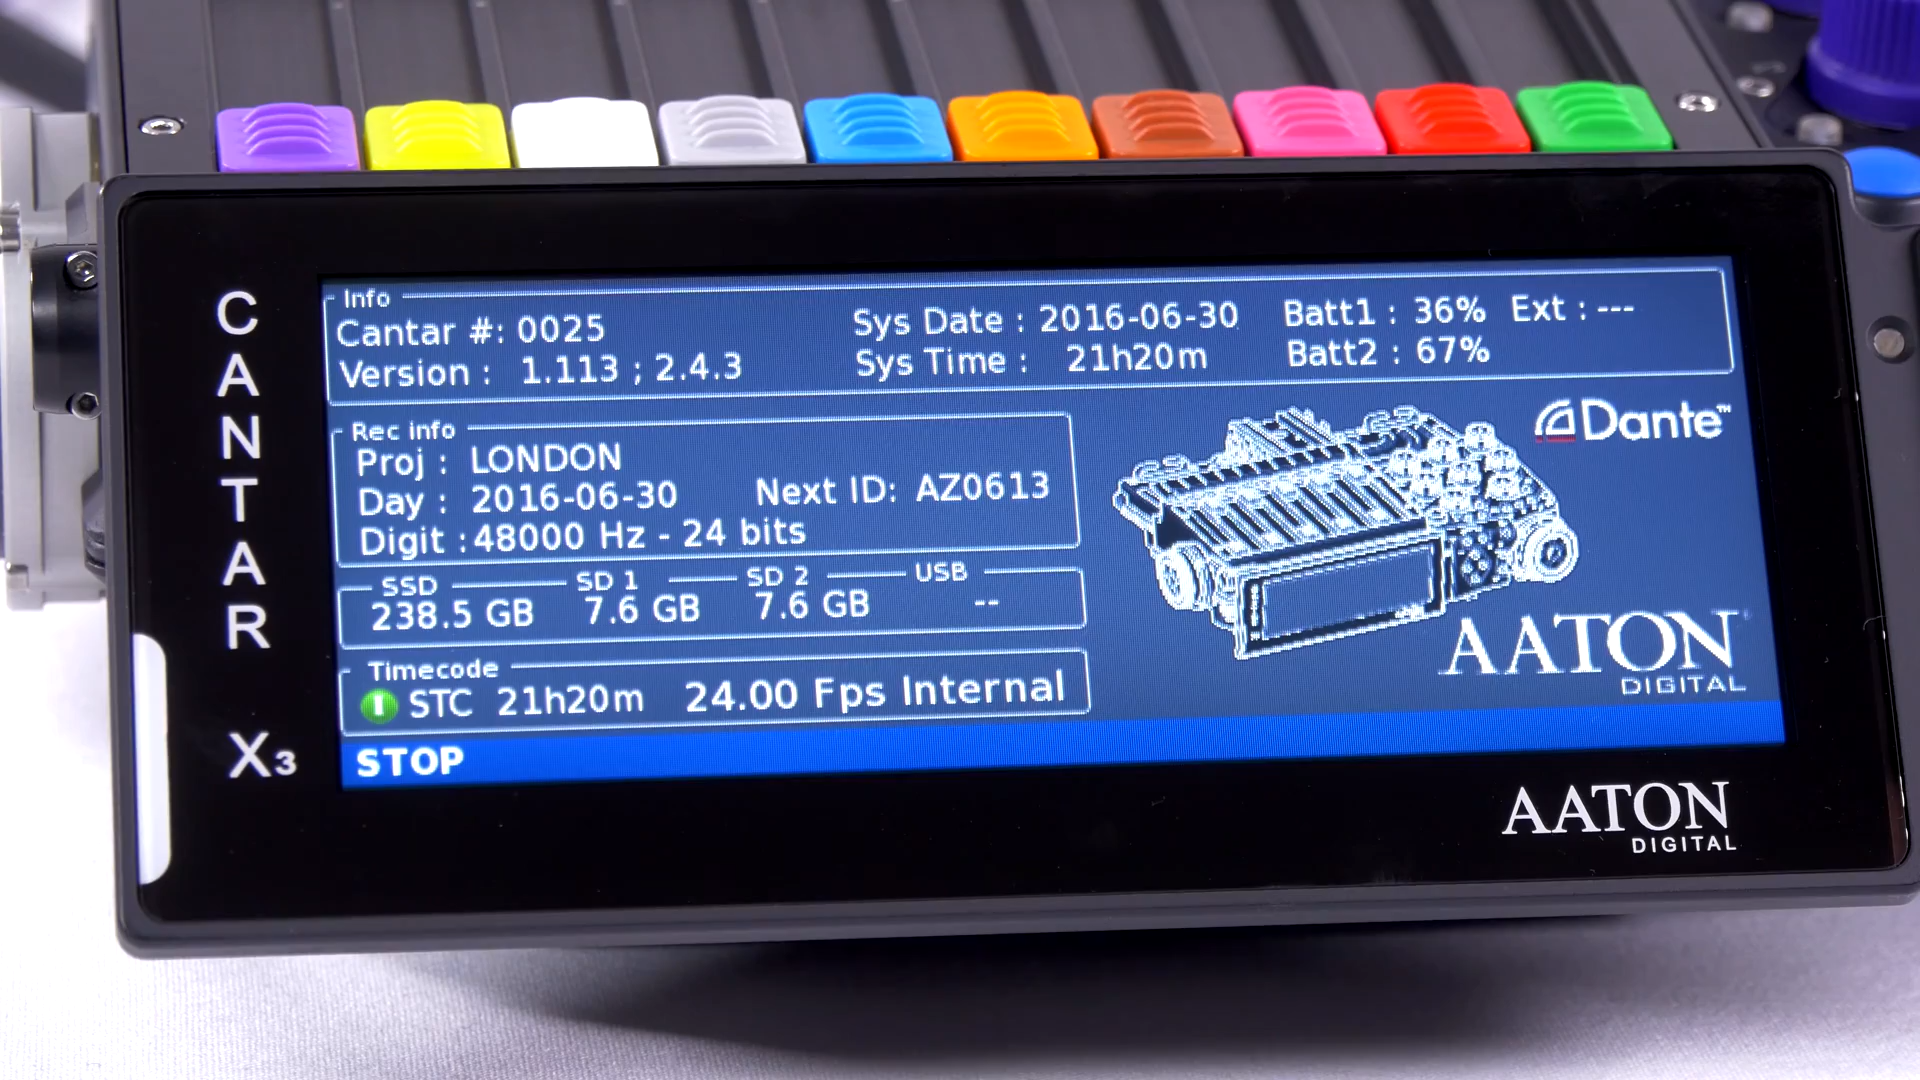 CANTAR
X3
Info
Cantar #: 0025
Version : 1.113 ; 2.4.3
Sys Date : 2016-06-30
Sys Time : 21h20m
Batt1 : 36% Ext : ---
Batt2 : 67%
Rec info
Proj : LONDON
Day : 2016-06-30 Next ID: AZ0613
Digit :48000 Hz - 24 bits
SSD SD 1 SD 2 USB
238.5 GB 7.6 GB 7.6 GB --
Timecode
I STC 21h20m 24.00 Fps Internal
STOP
Dante™
AATON
DIGITAL
AATON
DIGITAL